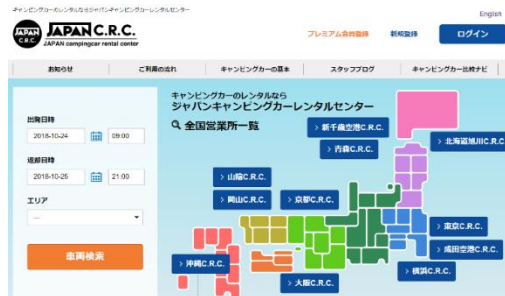 キャンピングカーのレンタルならジャパンキャンピングカーレンタルセンター
English
JAPAN C.R.C.
JAPAN C.R.C.
JAPAN campingcar rental center
プレミアム会員登録
新規登録
ログイン
お知らせ
ご利用の流れ
キャンピングカーの基本
スタッフブログ
キャンピングカー比較ナビ
キャンピングカーのレンタルなら
ジャパンキャンピングカーレンタルセンター
全国営業所一覧
出発日時
2018-10-24
09:00
返却日時
2018-10-25
21:00
エリア
---
車両検索
> 新千歳空港C.R.C.
> 北海道旭川C.R.C.
> 青森C.R.C.
> 山陰C.R.C.
> 岡山C.R.C.
> 京都C.R.C.
> 東京C.R.C.
> 成田空港C.R.C.
> 横浜C.R.C.
> 沖縄C.R.C.
> 大阪C.R.C.